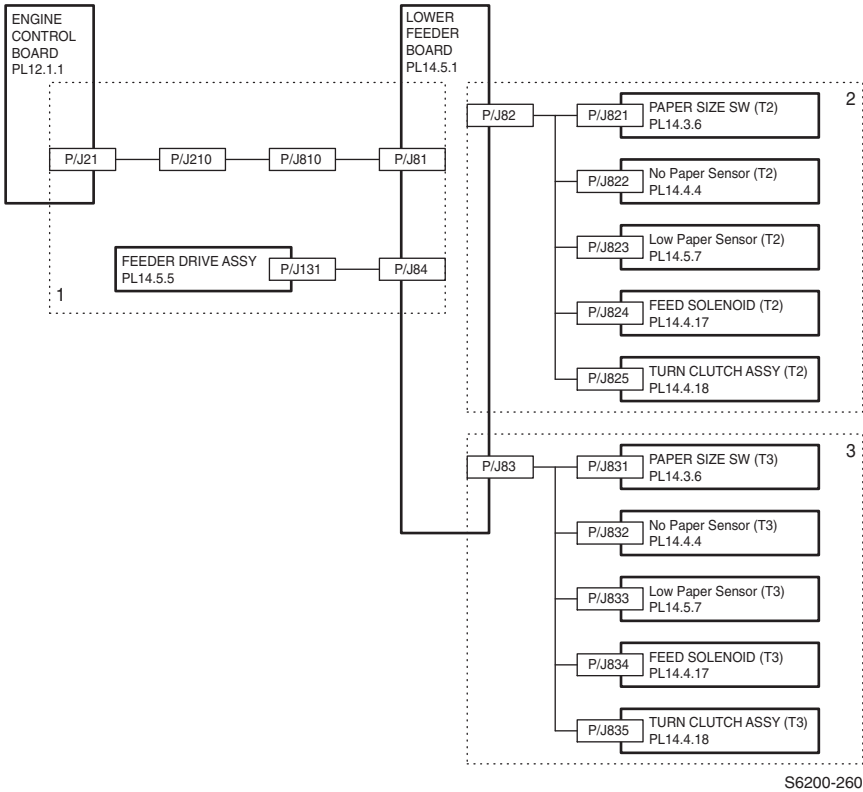 ENGINE
CONTROL
BOARD
PL12.1.1
LOWER
FEEDER
BOARD
PL14.5.1
P/J21
P/J210
P/J810
P/J81
FEEDER DRIVE ASSY
PL14.5.5
P/J131
P/J84
1
2
P/J82
P/J821
PAPER SIZE SW (T2)
PL14.3.6
P/J822
No Paper Sensor (T2)
PL14.4.4
P/J823
Low Paper Sensor (T2)
PL14.5.7
P/J824
FEED SOLENOID (T2)
PL14.4.17
P/J825
TURN CLUTCH ASSY (T2)
PL14.4.18
3
P/J83
P/J831
PAPER SIZE SW (T3)
PL14.3.6
P/J832
No Paper Sensor (T3)
PL14.4.4
P/J833
Low Paper Sensor (T3)
PL14.5.7
P/J834
FEED SOLENOID (T3)
PL14.4.17
P/J835
TURN CLUTCH ASSY (T3)
PL14.4.18
S6200-260